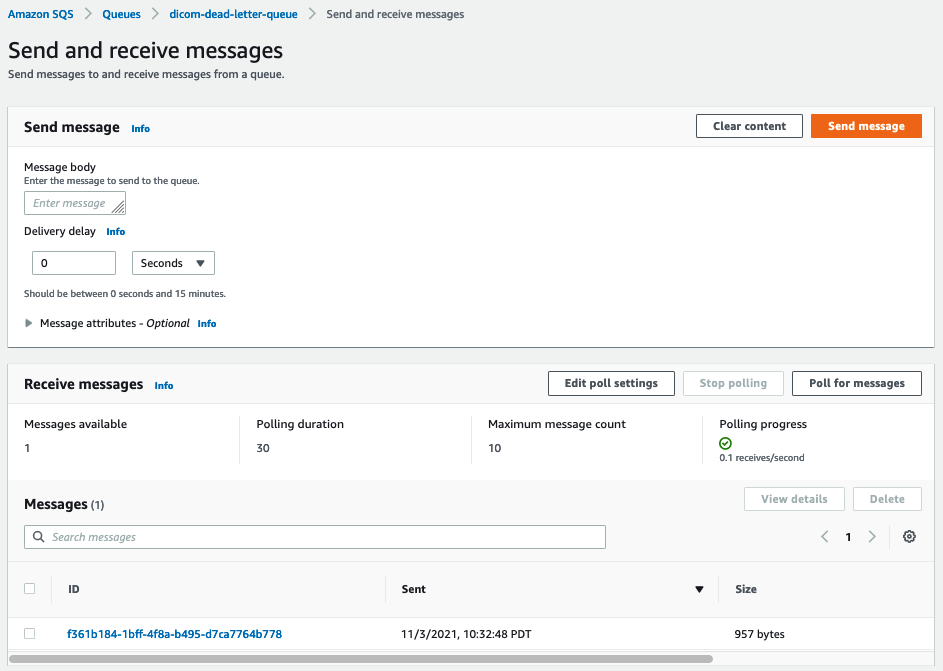 Amazon SQS > Queues > dicom-dead-letter-queue > Send and receive messages
Send and receive messages
Send messages to and receive messages from a queue.
Send message Info Clear content Send message
Message body
Enter the message to send to the queue.
Enter message
Delivery delay Info
0 Seconds
Should be between 0 seconds and 15 minutes.
Message attributes - Optional Info
Receive messages Info Edit poll settings Stop polling Poll for messages
Messages available Polling duration Maximum message count Polling progress
1 30 10
0.1 receives/second
Messages (1) View details Delete
Search messages 1
ID Sent Size
f361b184-1bff-4f8a-b495-d7ca7764b778 11/3/2021, 10:32:48 PDT 957 bytes